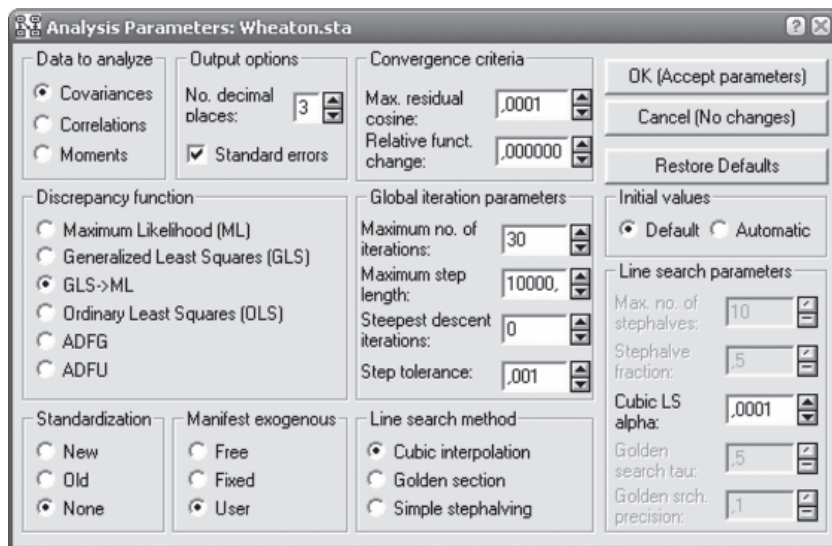 Analysis Parameters: Wheaton.sta
Data to analyze
Covariances
Correlations
Moments
Output options
No. decimal
places:
3
Standard errors
Convergence criteria
Max. residual
cosine:
,0001
Relative funct.
change:
,000000
OK (Accept parameters)
Cancel (No changes)
Restore Defaults
Discrepancy function
Maximum Likelihood (ML)
Generalized Least Squares (GLS)
GLS->ML
Ordinary Least Squares (OLS)
ADFG
ADFU
Global iteration parameters
Maximum no. of
iterations:
30
Maximum step
length:
10000,
Steepest descent
iterations:
0
Step tolerance:
,001
Initial values
Default
Automatic
Line search parameters
Max. no. of
stephalves:
10
Stephalve
fraction:
,5
Cubic LS
alpha:
,0001
Golden
search tau:
,5
Golden srch.
precision:
,1
Standardization
New
Old
None
Manifest exogenous
Free
Fixed
User
Line search method
Cubic interpolation
Golden section
Simple stephalving